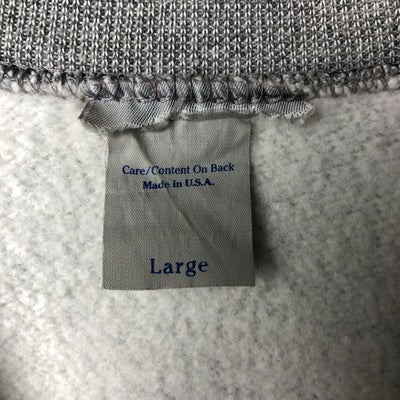 Care/Content On Back
Made in U.S.A.
Large